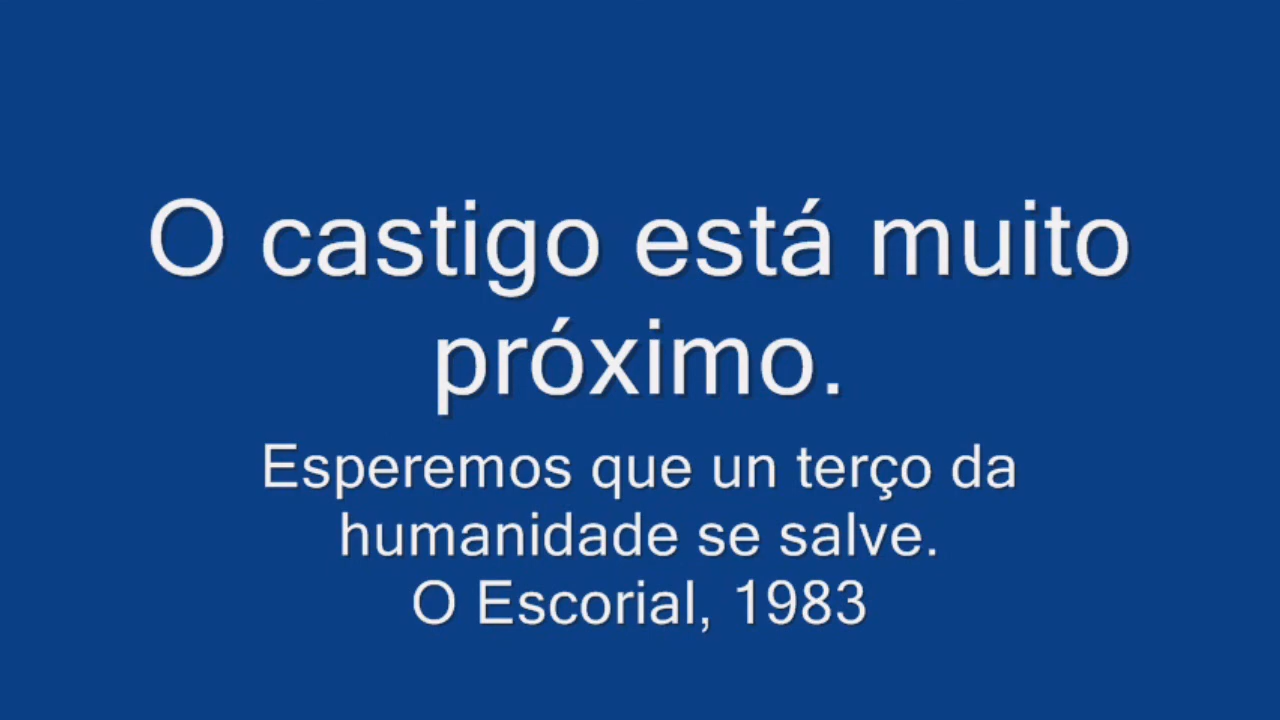 O castigo está muito
próximo.
Esperemos que un terço da
humanidade se salve.
O Escorial, 1983